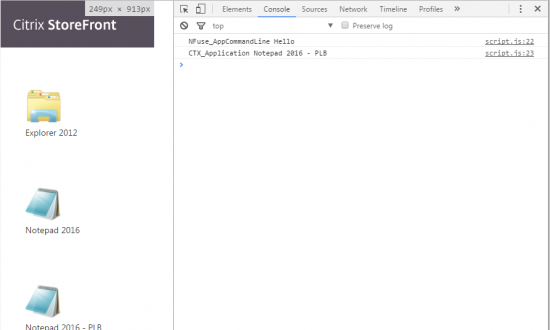 249px × 913px
Citrix StoreFront
Explorer 2012
Notepad 2016
Notepad 2016 - PLB
Elements Console Sources Network Timeline Profiles »
top Preserve log
NFuse_AppCommandLine Hello script.js:22
CTX_Application Notepad 2016 - PLB script.js:23